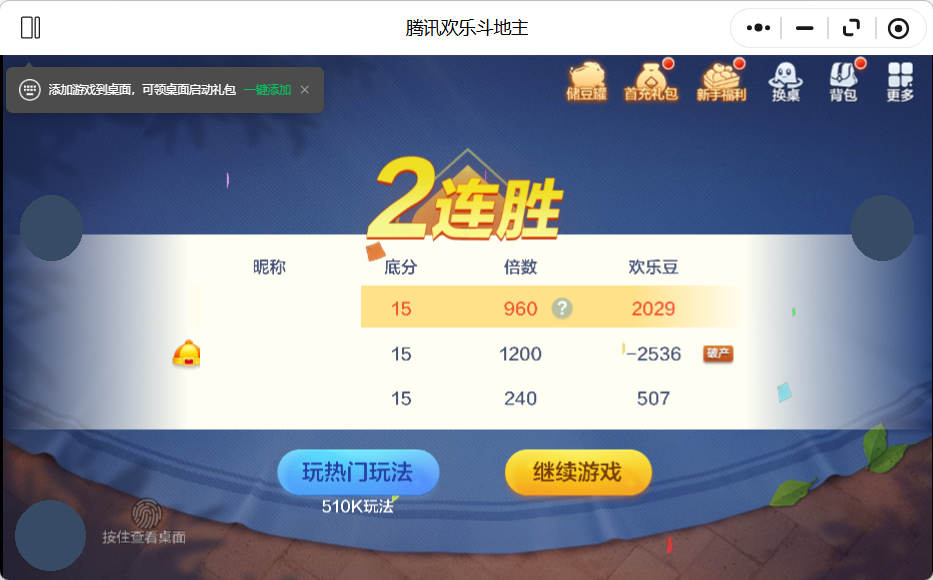 腾讯欢乐斗地主
添加游戏到桌面，可领桌面启动礼包 一键添加
储豆罐 首充礼包 新手福利 换桌 背包 更多
2连胜
昵称 底分 倍数 欢乐豆
15 960 ? 2029
15 1200 -2536 破产
15 240 507
玩热门玩法 继续游戏
510K玩法
按住查看桌面